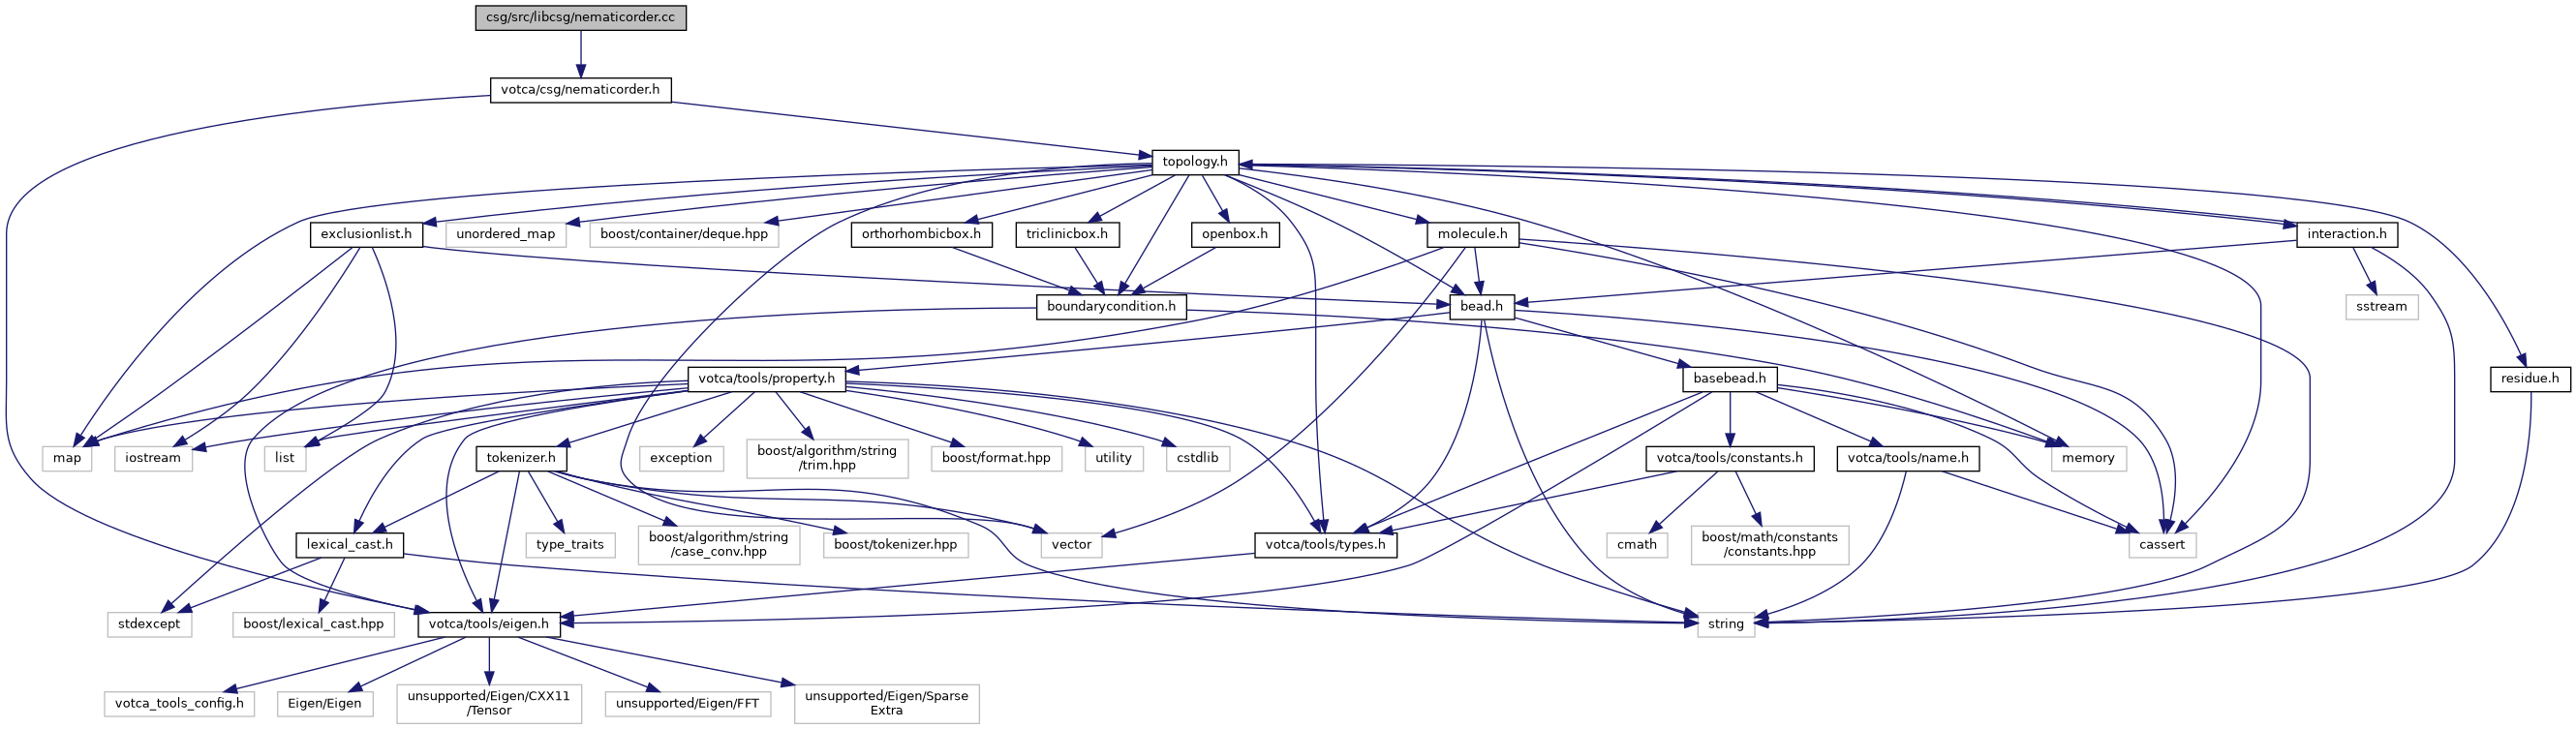 csg/src/libcsg/nematicorder.cc
votca/csg/nematicorder.h
topology.h
exclusionlist.h
unordered_map
boost/container/deque.hpp
orthorhombicbox.h
triclinicbox.h
openbox.h
molecule.h
interaction.h
boundarycondition.h
bead.h
sstream
votca/tools/property.h
basebead.h
residue.h
map
iostream
list
tokenizer.h
exception
boost/algorithm/string
/trim.hpp
boost/format.hpp
utility
cstdlib
votca/tools/constants.h
votca/tools/name.h
memory
lexical_cast.h
type_traits
boost/algorithm/string
/case_conv.hpp
boost/tokenizer.hpp
vector
votca/tools/types.h
cmath
boost/math/constants
/constants.hpp
cassert
stdexcept
boost/lexical_cast.hpp
votca/tools/eigen.h
string
votca_tools_config.h
Eigen/Eigen
unsupported/Eigen/CXX11
/Tensor
unsupported/Eigen/FFT
unsupported/Eigen/Sparse
Extra